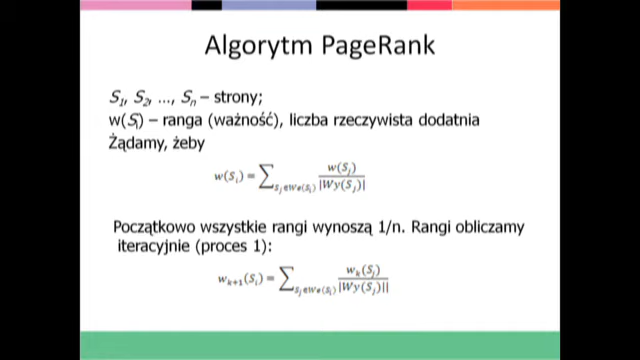 Algorytm PageRank
S₁, S₂, ..., Sₙ – strony;
w(Sᵢ) – ranga (ważność), liczba rzeczywista dodatnia
Żądamy, żeby
w(Sᵢ) = ∑_{Sⱼ∈We(Sᵢ)} w(Sⱼ) / |Wy(Sⱼ)|
Początkowo wszystkie rangi wynoszą 1/n. Rangi obliczamy
iteracyjnie (proces 1):
wₖ₊₁(Sᵢ) = ∑_{Sⱼ∈We(Sᵢ)} wₖ(Sⱼ) / |Wy(Sⱼ)||